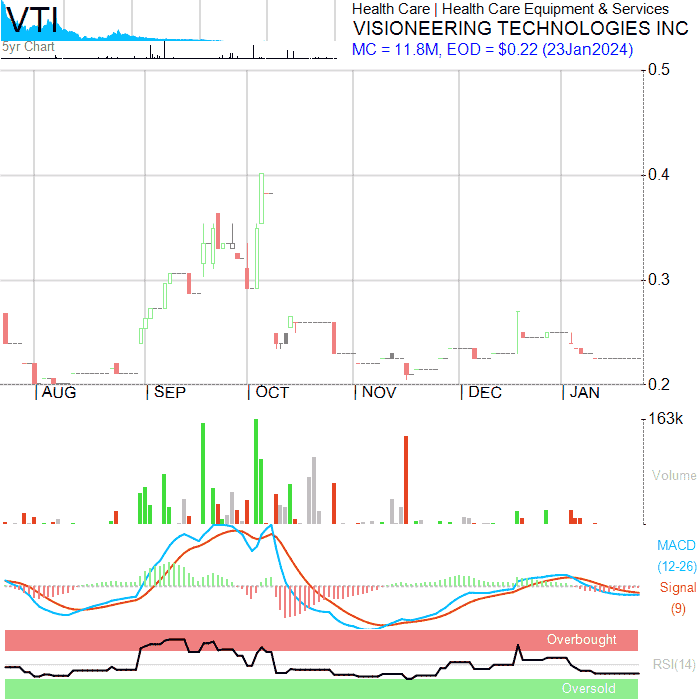 VTI
5yr Chart
Health Care | Health Care Equipment & Services
VISIONEERING TECHNOLOGIES INC
MC = 11.8M, EOD = $0.22 (23Jan2024)
0.5
0.4
0.3
0.2
AUG SEP OCT NOV DEC JAN
163k
Volume
MACD
(12-26)
Signal
(9)
Overbought
RSI(14)
Oversold